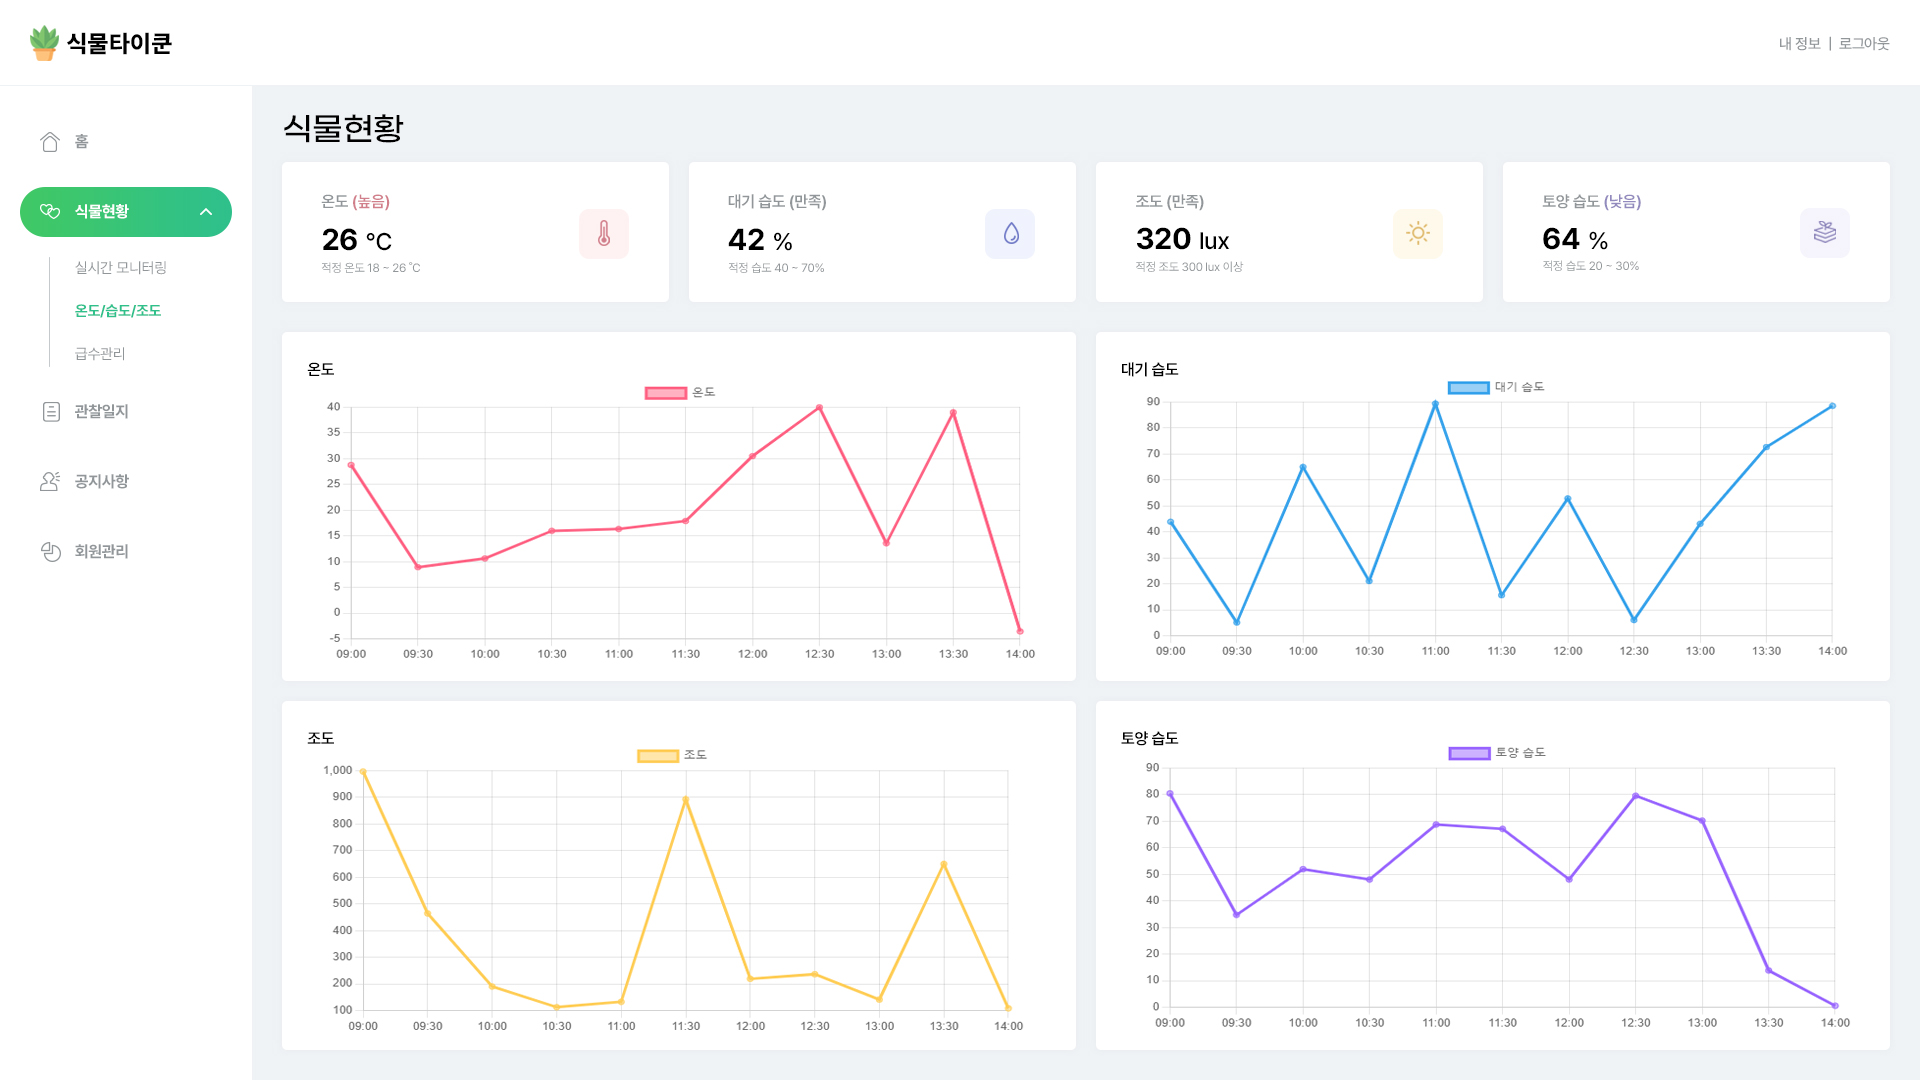 식물타이쿤
내 정보 | 로그아웃
홈
식물현황
실시간 모니터링
온도/습도/조도
급수관리
관찰일지
공지사항
회원관리
식물현황
온도 (높음)
26 °C
적정 온도 18 ~ 26 °C
대기 습도 (만족)
42 %
적정 습도 40 ~ 70%
조도 (만족)
320 lux
적정 조도 300 lux 이상
토양 습도 (낮음)
64 %
적정 습도 20 ~ 30%
온도
온도
40
35
30
25
20
15
10
5
0
-5
09:00 09:30 10:00 10:30 11:00 11:30 12:00 12:30 13:00 13:30 14:00
대기 습도
대기 습도
90
80
70
60
50
40
30
20
10
0
09:00 09:30 10:00 10:30 11:00 11:30 12:00 12:30 13:00 13:30 14:00
조도
조도
1,000
900
800
700
600
500
400
300
200
100
09:00 09:30 10:00 10:30 11:00 11:30 12:00 12:30 13:00 13:30 14:00
토양 습도
토양 습도
90
80
70
60
50
40
30
20
10
0
09:00 09:30 10:00 10:30 11:00 11:30 12:00 12:30 13:00 13:30 14:00